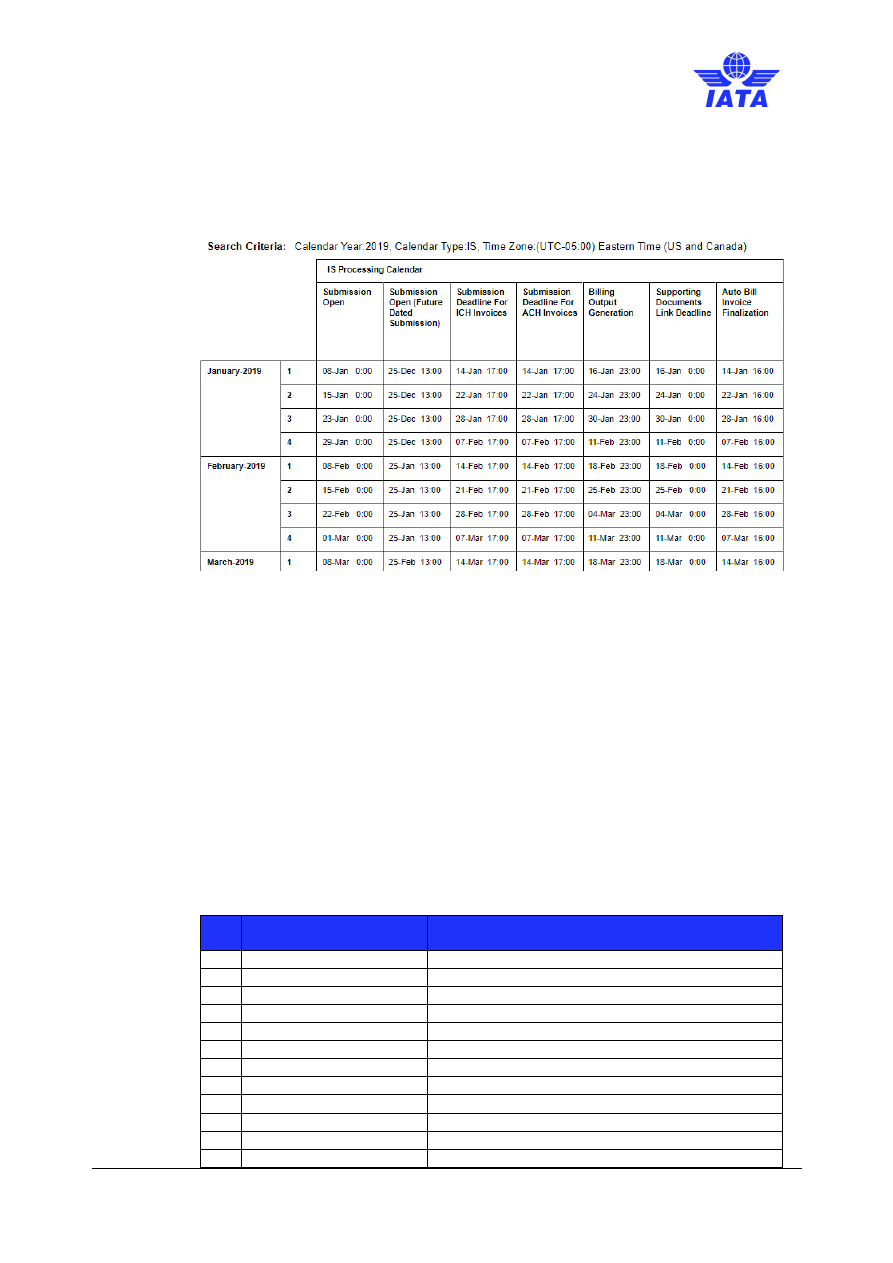 IATA
Search Criteria: Calendar Year:2019, Calendar Type:IS, Time Zone:(UTC-05:00) Eastern Time (US and Canada)
IS Processing Calendar
Submission Open Submission Open (Future Dated Submission) Submission Deadline For ICH Invoices Submission Deadline For ACH Invoices Billing Output Generation Supporting Documents Link Deadline Auto Bill Invoice Finalization
January-2019 1 08-Jan 0:00 25-Dec 13:00 14-Jan 17:00 14-Jan 17:00 16-Jan 23:00 16-Jan 0:00 14-Jan 16:00
2 15-Jan 0:00 25-Dec 13:00 22-Jan 17:00 22-Jan 17:00 24-Jan 23:00 24-Jan 0:00 22-Jan 16:00
3 23-Jan 0:00 25-Dec 13:00 28-Jan 17:00 28-Jan 17:00 30-Jan 23:00 30-Jan 0:00 28-Jan 16:00
4 29-Jan 0:00 25-Dec 13:00 07-Feb 17:00 07-Feb 17:00 11-Feb 23:00 11-Feb 0:00 07-Feb 16:00
February-2019 1 08-Feb 0:00 25-Jan 13:00 14-Feb 17:00 14-Feb 17:00 18-Feb 23:00 18-Feb 0:00 14-Feb 16:00
2 15-Feb 0:00 25-Jan 13:00 21-Feb 17:00 21-Feb 17:00 25-Feb 23:00 25-Feb 0:00 21-Feb 16:00
3 22-Feb 0:00 25-Jan 13:00 28-Feb 17:00 28-Feb 17:00 04-Mar 23:00 04-Mar 0:00 28-Feb 16:00
4 01-Mar 0:00 25-Jan 13:00 07-Mar 17:00 07-Mar 17:00 11-Mar 23:00 11-Mar 0:00 07-Mar 16:00
March-2019 1 08-Mar 0:00 25-Feb 13:00 14-Mar 17:00 14-Mar 17:00 18-Mar 23:00 18-Mar 0:00 14-Mar 16:00